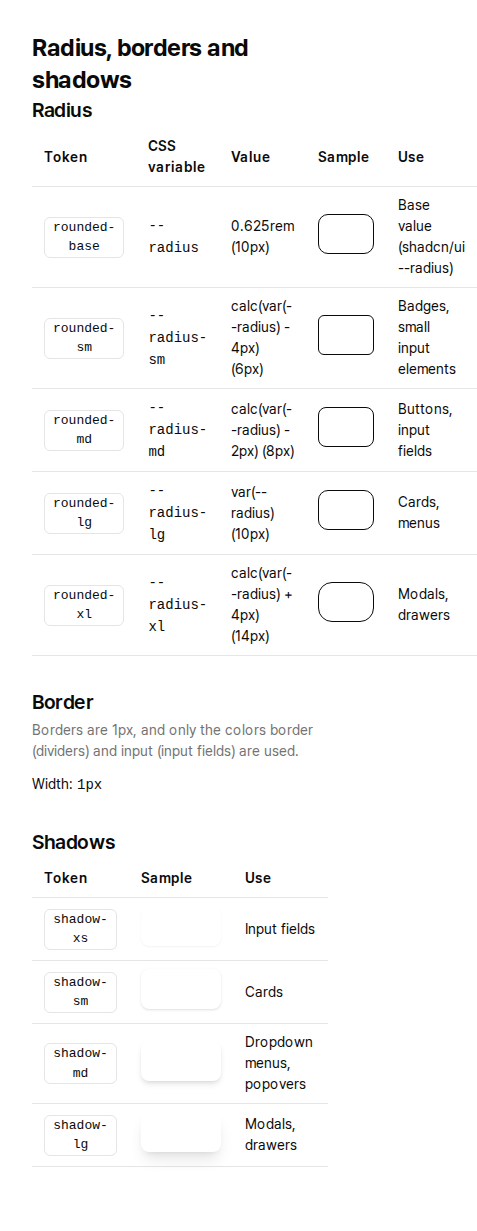 Radius, borders and
shadows
Radius
Token
CSS
variable
Value
Sample
Use
rounded-
base
--
radius
0.625rem
(10px)
Base
value
(shadcn/ui
--radius)
rounded-
sm
--
radius-
sm
calc(var(-
-radius) -
4px)
(6px)
Badges,
small
input
elements
rounded-
md
--
radius-
md
calc(var(-
-radius) -
2px) (8px)
Buttons,
input
fields
rounded-
lg
--
radius-
lg
var(--
radius)
(10px)
Cards,
menus
rounded-
xl
--
radius-
xl
calc(var(-
-radius) +
4px)
(14px)
Modals,
drawers
Border
Borders are 1px, and only the colors border
(dividers) and input (input fields) are used.
Width: 1px
Shadows
Token
Sample
Use
shadow-
xs
Input fields
shadow-
sm
Cards
shadow-
md
Dropdown
menus,
popovers
shadow-
lg
Modals,
drawers